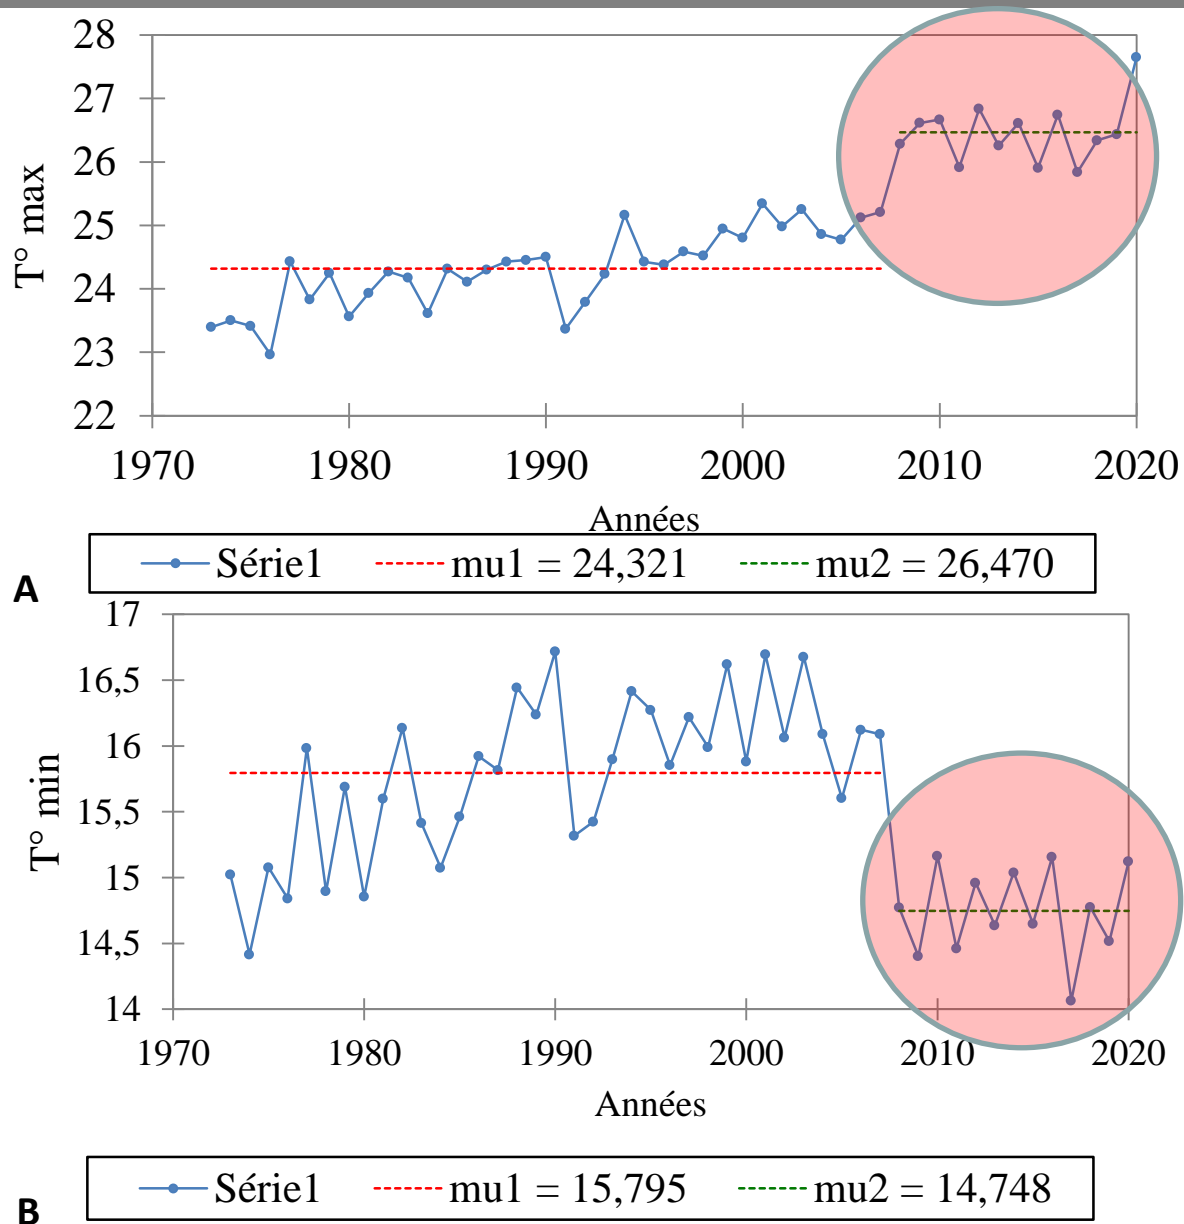 28
27
26
25
24
23
22
T° max
1970 1980 1990 2000 2010 2020
Années
Série1 mu1 = 24,321 mu2 = 26,470
A
17
16,5
16
15,5
15
14,5
14
T° min
1970 1980 1990 2000 2010 2020
Années
Série1 mu1 = 15,795 mu2 = 14,748
B